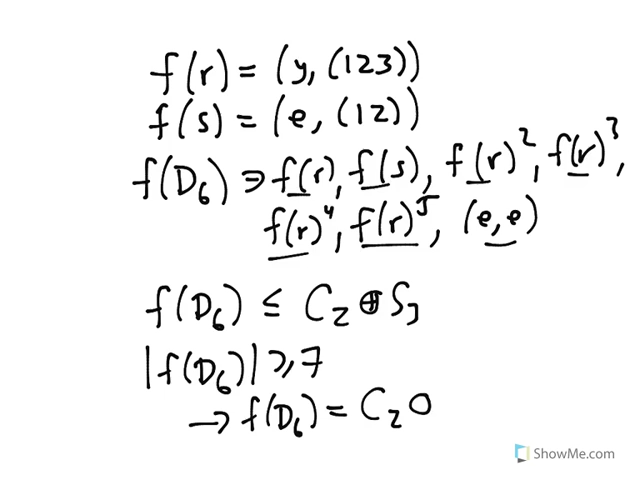 f(r) = (y, (123))
f(s) = (e, (12))
f(D₆) ∋ f(r), f(s), f(r)², f(r)³,
f(r)⁴, f(r)⁵, (e, e)
f(D₆) ≤ C₂ ⊕ S₃
|f(D₆)| ⩾ 7
→ f(D₆) = C₂ O
ShowMe.com